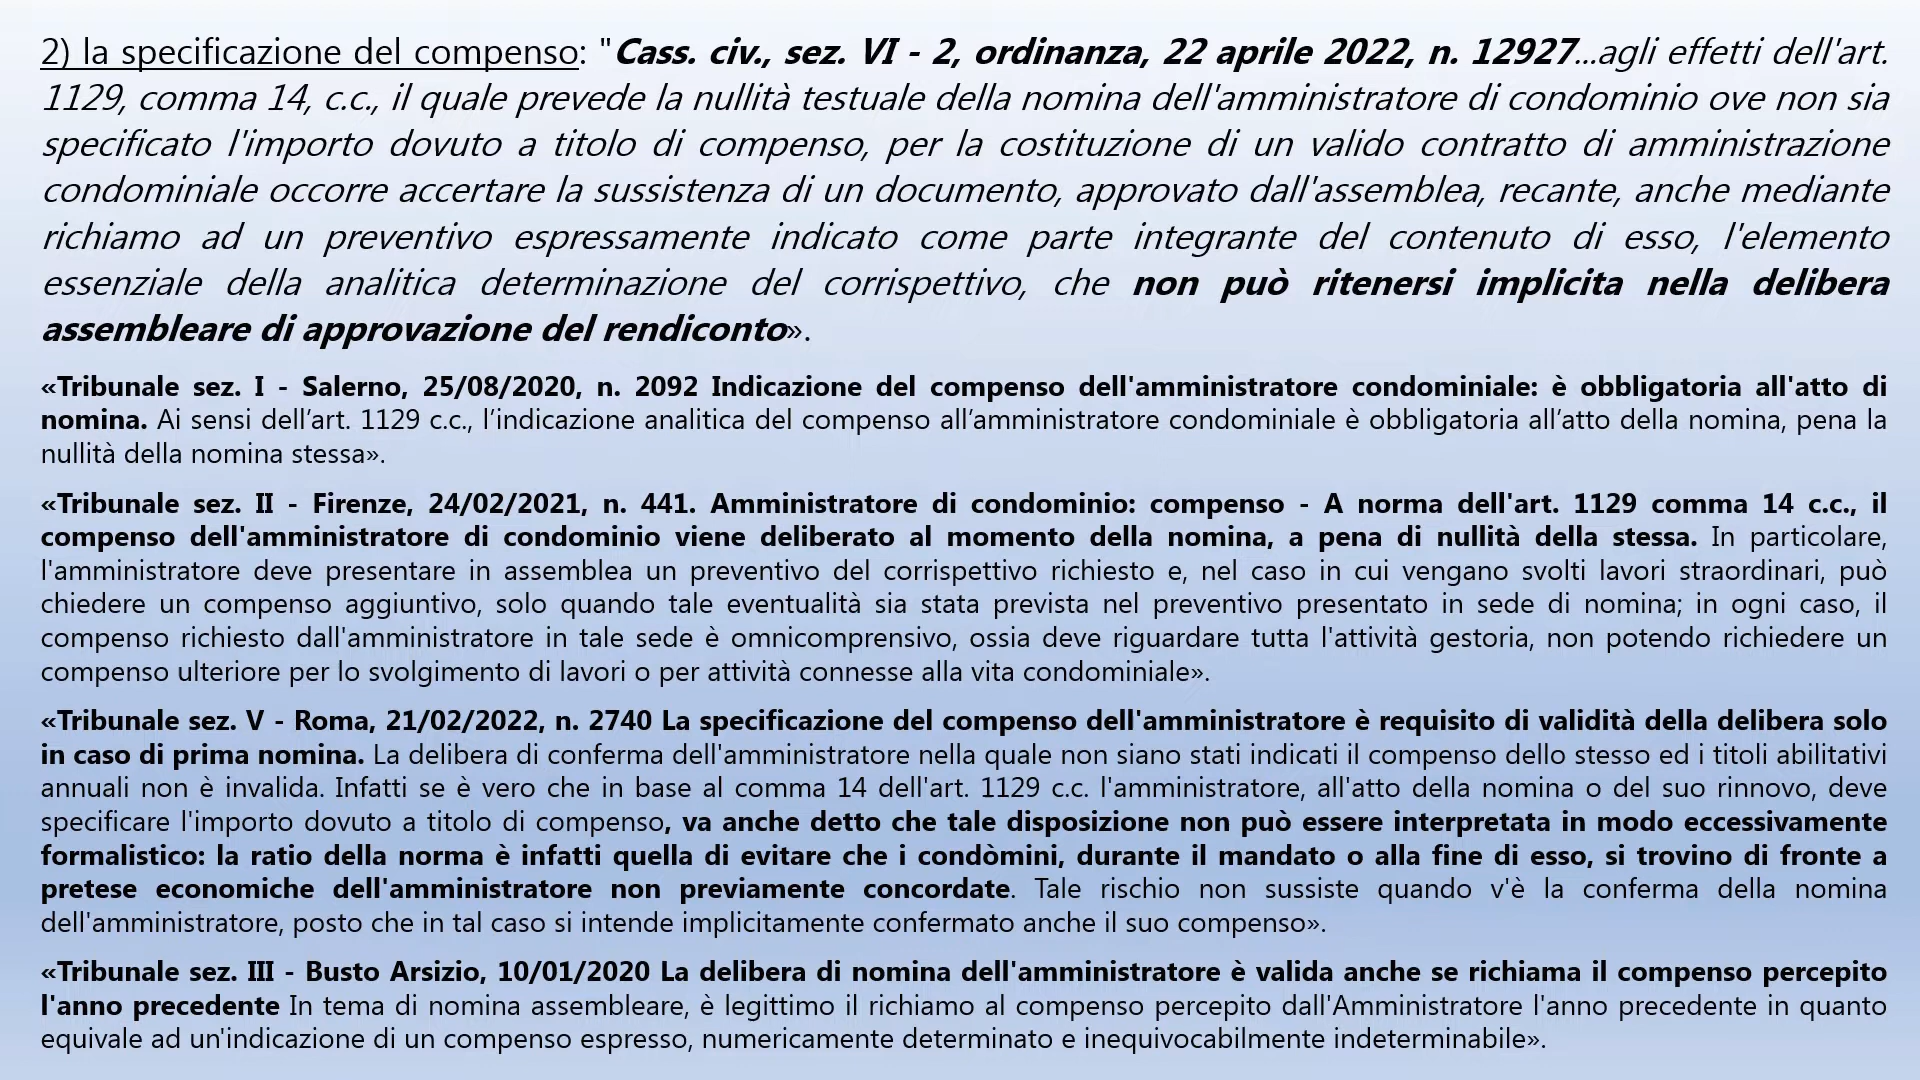 2) la specificazione del compenso: "Cass. civ., sez. VI - 2, ordinanza, 22 aprile 2022, n. 12927...agli effetti dell'art.
1129, comma 14, c.c., il quale prevede la nullità testuale della nomina dell'amministratore di condominio ove non sia
specificato l'importo dovuto a titolo di compenso, per la costituzione di un valido contratto di amministrazione
condominiale occorre accertare la sussistenza di un documento, approvato dall'assemblea, recante, anche mediante
richiamo ad un preventivo espressamente indicato come parte integrante del contenuto di esso, l'elemento
essenziale della analitica determinazione del corrispettivo, che non può ritenersi implicita nella delibera
assembleare di approvazione del rendiconto».
«Tribunale sez. I - Salerno, 25/08/2020, n. 2092 Indicazione del compenso dell'amministratore condominiale: è obbligatoria all'atto di
nomina. Ai sensi dell’art. 1129 c.c., l’indicazione analitica del compenso all’amministratore condominiale è obbligatoria all’atto della nomina, pena la
nullità della nomina stessa».
«Tribunale sez. II - Firenze, 24/02/2021, n. 441. Amministratore di condominio: compenso - A norma dell'art. 1129 comma 14 c.c., il
compenso dell'amministratore di condominio viene deliberato al momento della nomina, a pena di nullità della stessa. In particolare,
l'amministratore deve presentare in assemblea un preventivo del corrispettivo richiesto e, nel caso in cui vengano svolti lavori straordinari, può
chiedere un compenso aggiuntivo, solo quando tale eventualità sia stata prevista nel preventivo presentato in sede di nomina; in ogni caso, il
compenso richiesto dall'amministratore in tale sede è omnicomprensivo, ossia deve riguardare tutta l'attività gestoria, non potendo richiedere un
compenso ulteriore per lo svolgimento di lavori o per attività connesse alla vita condominiale».
«Tribunale sez. V - Roma, 21/02/2022, n. 2740 La specificazione del compenso dell'amministratore è requisito di validità della delibera solo
in caso di prima nomina. La delibera di conferma dell'amministratore nella quale non siano stati indicati il compenso dello stesso ed i titoli abilitativi
annuali non è invalida. Infatti se è vero che in base al comma 14 dell'art. 1129 c.c. l'amministratore, all'atto della nomina o del suo rinnovo, deve
specificare l'importo dovuto a titolo di compenso, va anche detto che tale disposizione non può essere interpretata in modo eccessivamente
formalistico: la ratio della norma è infatti quella di evitare che i condòmini, durante il mandato o alla fine di esso, si trovino di fronte a
pretese economiche dell'amministratore non previamente concordate. Tale rischio non sussiste quando v'è la conferma della nomina
dell'amministratore, posto che in tal caso si intende implicitamente confermato anche il suo compenso».
«Tribunale sez. III - Busto Arsizio, 10/01/2020 La delibera di nomina dell'amministratore è valida anche se richiama il compenso percepito
l'anno precedente In tema di nomina assembleare, è legittimo il richiamo al compenso percepito dall'Amministratore l'anno precedente in quanto
equivale ad un'indicazione di un compenso espresso, numericamente determinato e inequivocabilmente indeterminabile».